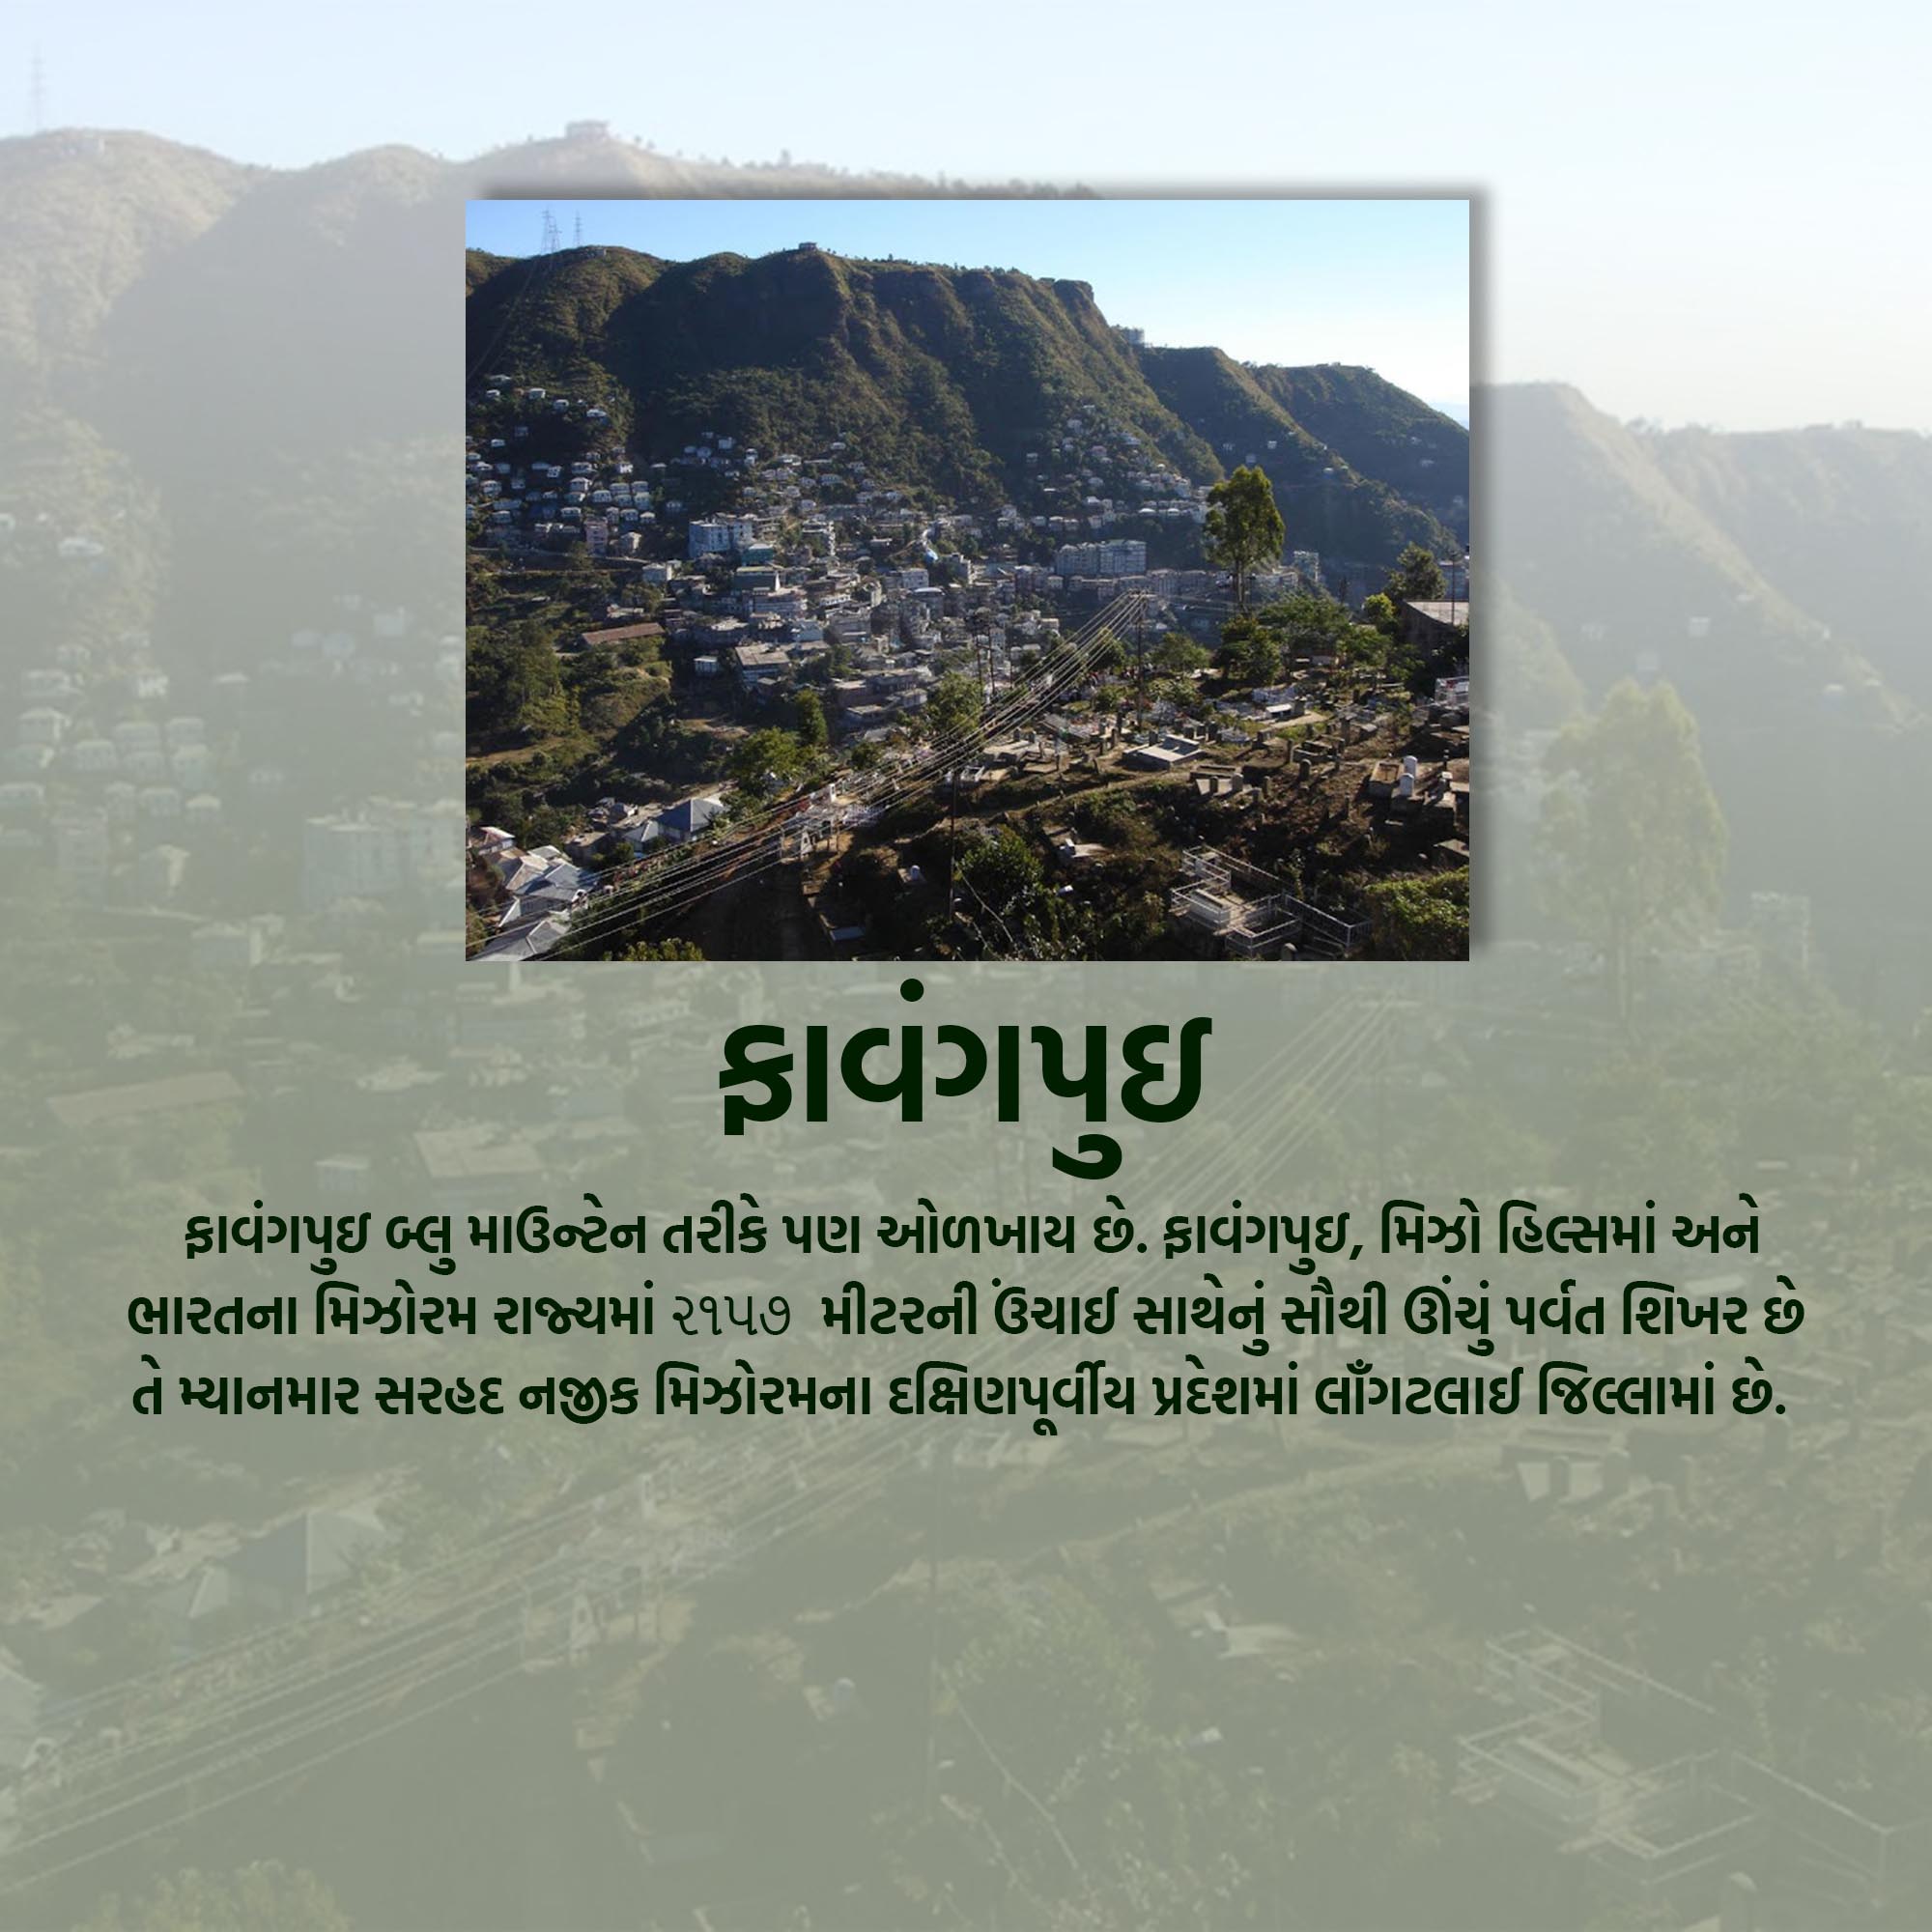 ફાવંગપુઇ
ફાવંગપુઇ બ્લુ માઉન્ટેન તરીકે પણ ઓળખાય છે. ફાવંગપુઇ, મિઝો હિલ્સમાં અને
ભારતના મિઝોરમ રાજ્યમાં ૨૧૫૭ મીટરની ઉંચાઈ સાથેનું સૌથી ઊંચું પર્વત શિખર છે
તે મ્યાનમાર સરહદ નજીક મિઝોરમના દક્ષિણપૂર્વીય પ્રદેશમાં લૉંગટલાઈ જિલ્લામાં છે.